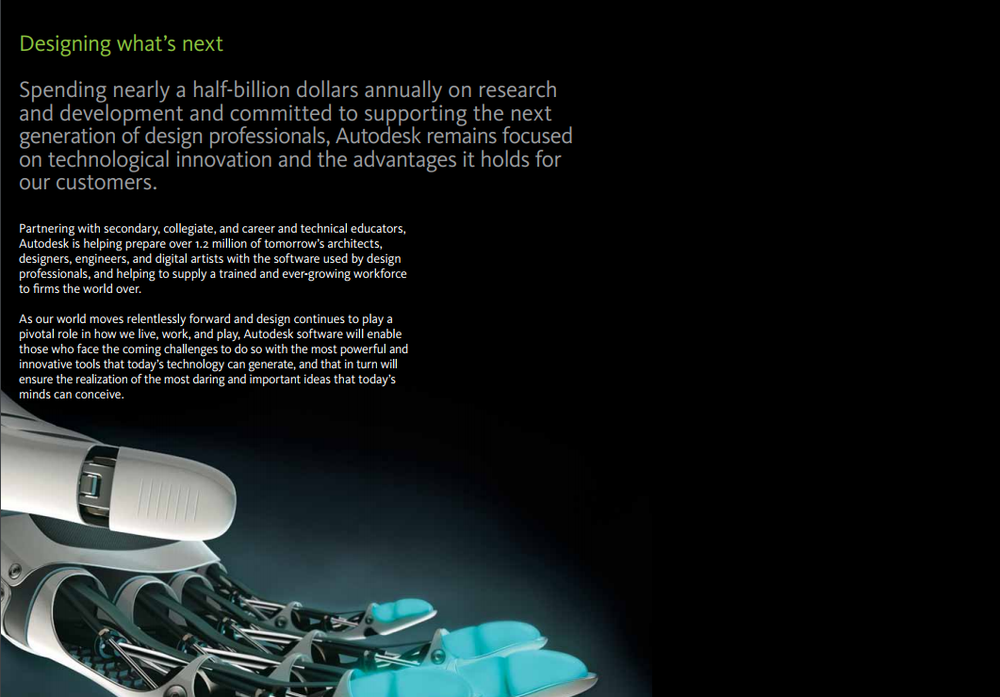 Designing what’s next
Spending nearly a half-billion dollars annually on research
and development and committed to supporting the next
generation of design professionals, Autodesk remains focused
on technological innovation and the advantages it holds for
our customers.
Partnering with secondary, collegiate, and career and technical educators,
Autodesk is helping prepare over 1.2 million of tomorrow’s architects,
designers, engineers, and digital artists with the software used by design
professionals, and helping to supply a trained and ever-growing workforce
to firms the world over.
As our world moves relentlessly forward and design continues to play a
pivotal role in how we live, work, and play, Autodesk software will enable
those who face the coming challenges to do so with the most powerful and
innovative tools that today’s technology can generate, and that in turn will
ensure the realization of the most daring and important ideas that today’s
minds can conceive.